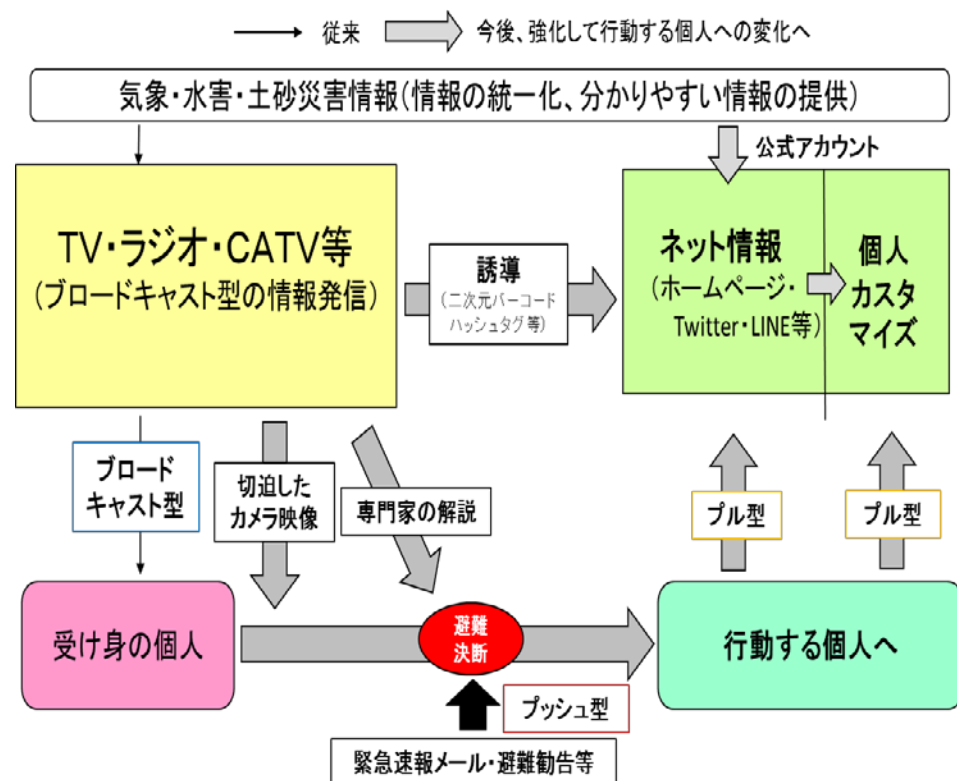 従来
今後、強化して行動する個人への変化へ
気象・水害・土砂災害情報（情報の統一化、分かりやすい情報の提供）
公式アカウント
TV・ラジオ・CATV等
（ブロードキャスト型の情報発信）
誘導
（二次元バーコード
ハッシュタグ等）
ネット情報
（ホームページ・
Twitter・LINE等）
個人
カスタ
マイズ
ブロード
キャスト型
切迫した
カメラ映像
専門家の解説
プル型
プル型
受け身の個人
避難
決断
行動する個人へ
プッシュ型
緊急速報メール・避難勧告等